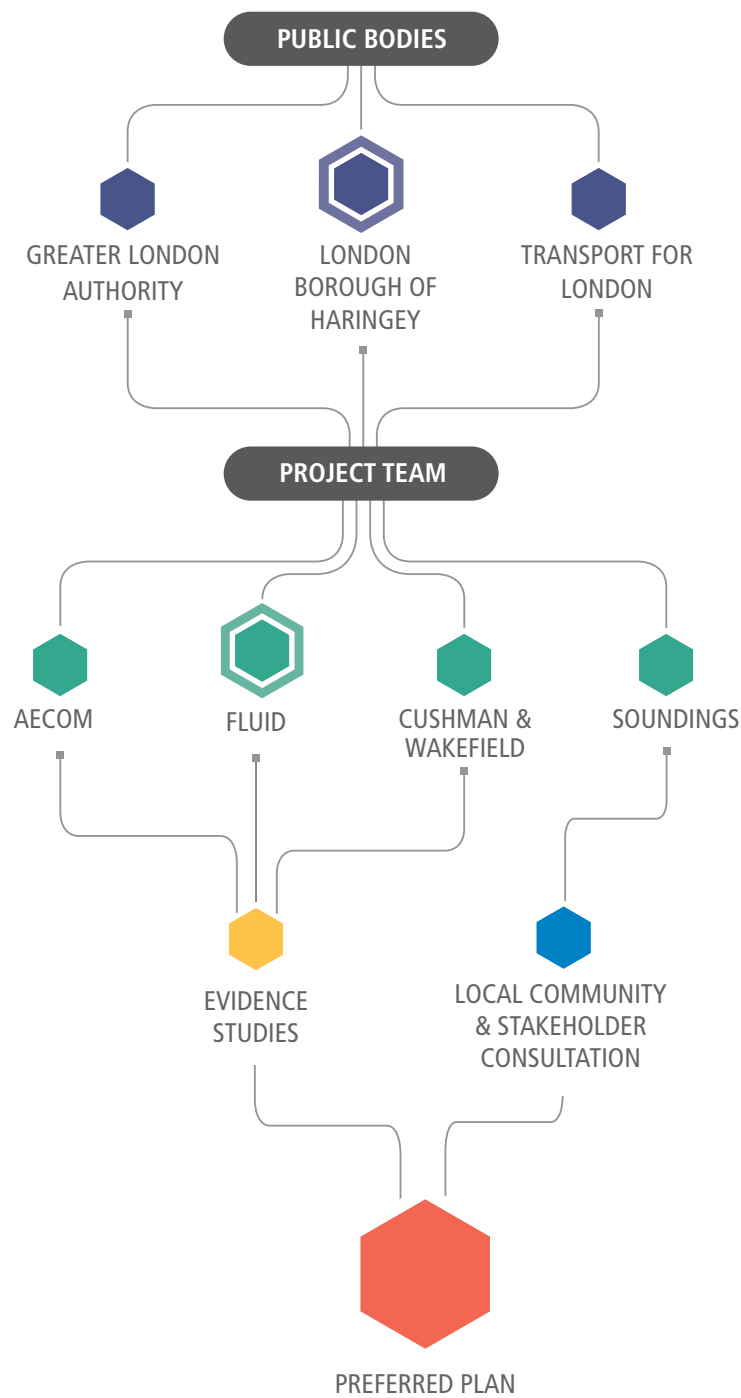 PUBLIC BODIES
GREATER LONDON
AUTHORITY
LONDON
BOROUGH OF
HARINGEY
TRANSPORT FOR
LONDON
PROJECT TEAM
AECOM
FLUID
CUSHMAN &
WAKEFIELD
SOUNDINGS
EVIDENCE
STUDIES
LOCAL COMMUNITY
& STAKEHOLDER
CONSULTATION
PREFERRED PLAN